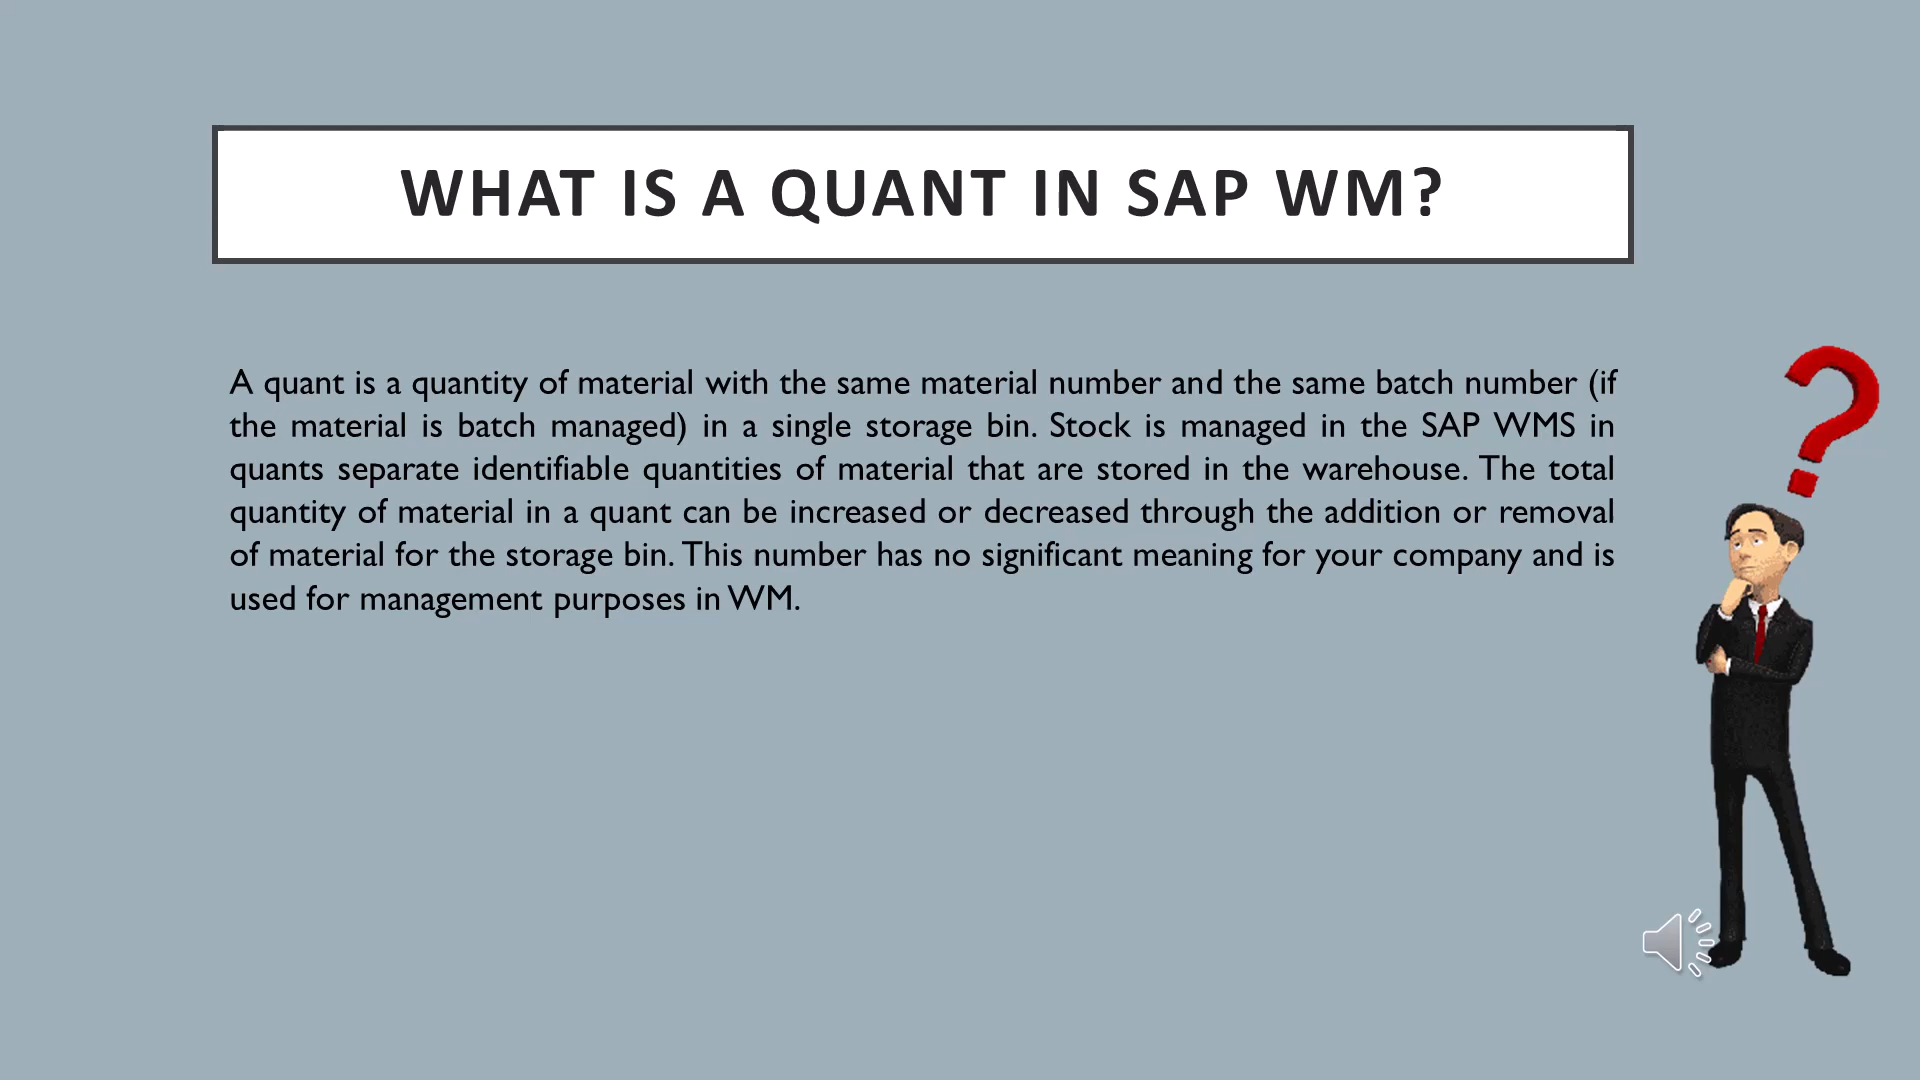 WHAT IS A QUANT IN SAP WM?
A quant is a quantity of material with the same material number and the same batch number (if
the material is batch managed) in a single storage bin. Stock is managed in the SAP WMS in
quants separate identifiable quantities of material that are stored in the warehouse. The total
quantity of material in a quant can be increased or decreased through the addition or removal
of material for the storage bin. This number has no significant meaning for your company and is
used for management purposes in WM.
?